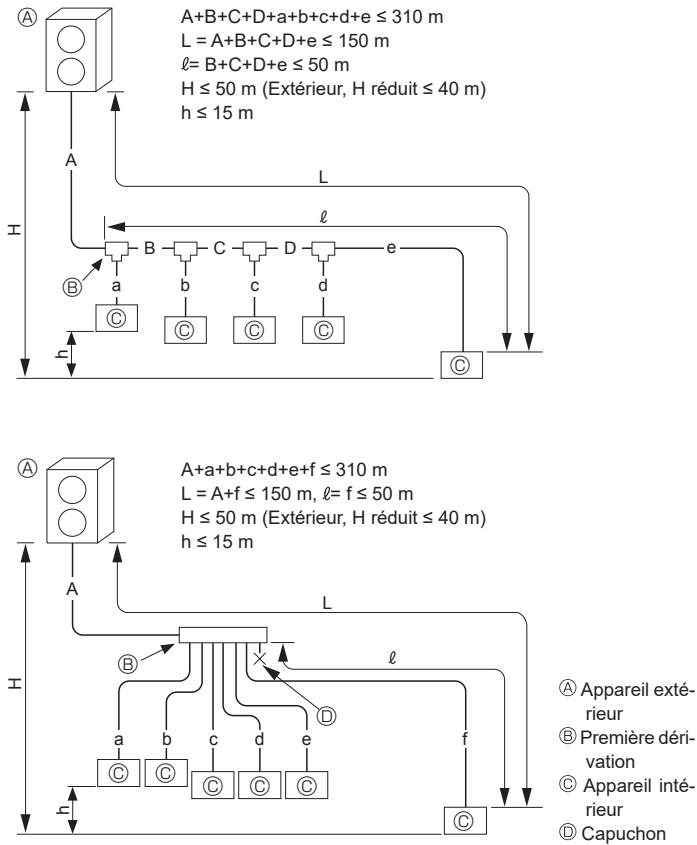 Ⓐ
A+B+C+D+a+b+c+d+e ≤ 310 m
L = A+B+C+D+e ≤ 150 m
ℓ= B+C+D+e ≤ 50 m
H ≤ 50 m (Extérieur, H réduit ≤ 40 m)
h ≤ 15 m
A
L
H
ℓ
B C D e
Ⓑ a b c d
Ⓒ Ⓒ Ⓒ Ⓒ
h
Ⓒ
Ⓐ
A+a+b+c+d+e+f ≤ 310 m
L = A+f ≤ 150 m, ℓ= f ≤ 50 m
H ≤ 50 m (Extérieur, H réduit ≤ 40 m)
h ≤ 15 m
A
L
Ⓑ
ℓ
H
Ⓓ
a b c d e f
Ⓒ Ⓒ Ⓒ Ⓒ Ⓒ
h
Ⓒ
Ⓐ Appareil exté-
rieur
Ⓑ Première déri-
vation
Ⓒ Appareil inté-
rieur
Ⓓ Capuchon